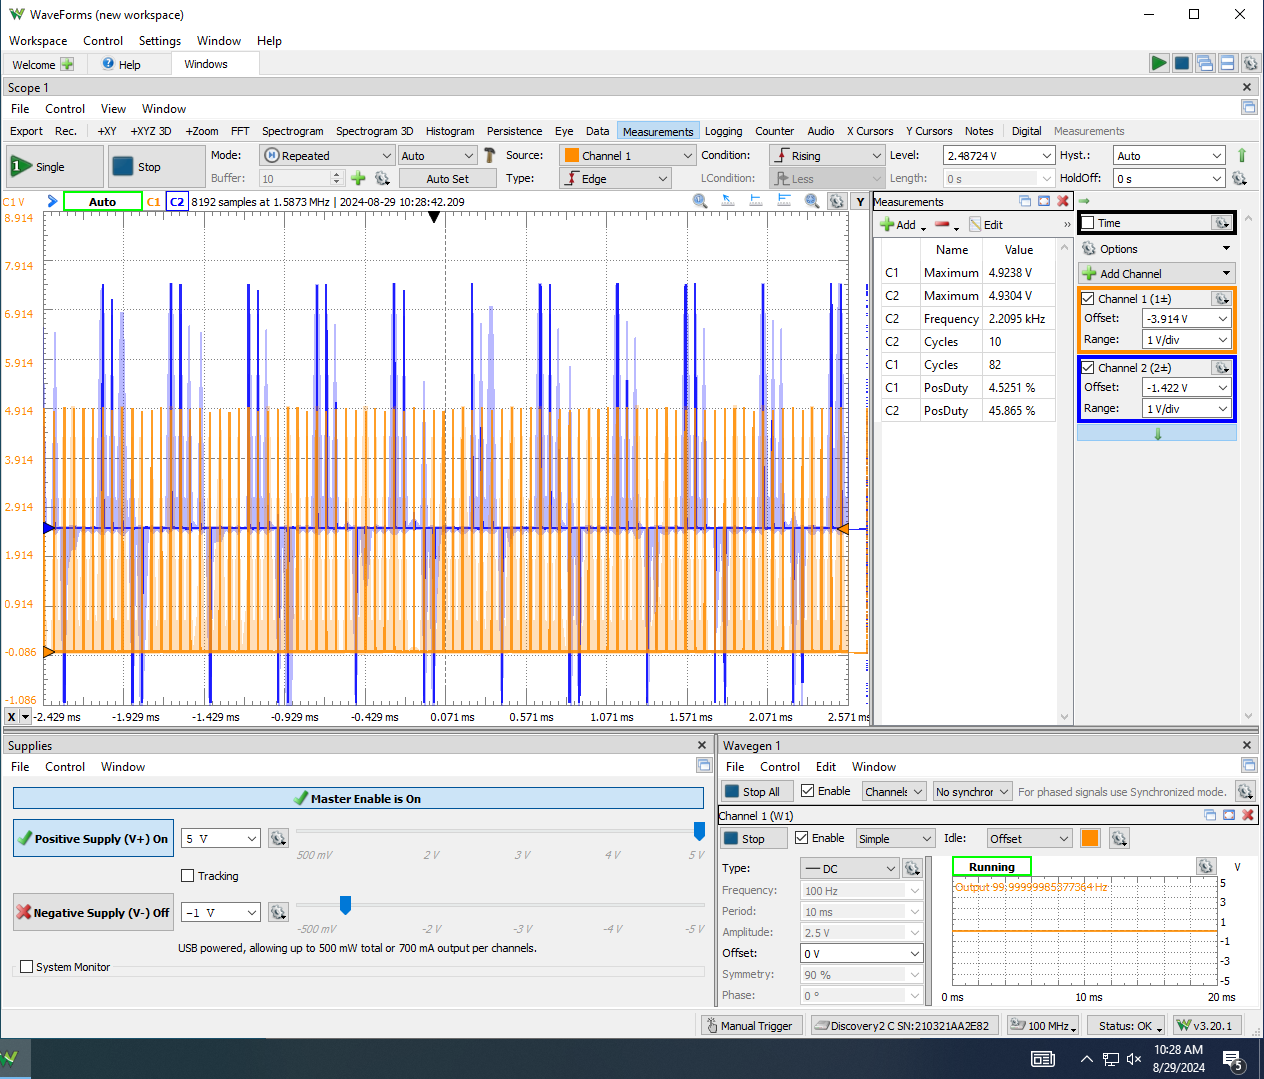 WaveForms (new workspace)
Workspace Control Settings Window Help
Welcome Help Windows
Scope 1
File Control View Window
Export Rec. +XY +XYZ 3D +Zoom FFT Spectrogram Spectrogram 3D Histogram Persistence Eye Data Measurements Logging Counter Audio X Cursors Y Cursors Notes Digital Measurements
1 Single Stop Mode: Repeated Auto Source: Channel 1 Condition: Rising Level: 2.48724 V Hyst.: Auto
Buffer: 10 Auto Set Type: Edge LCondition: Less Length: 0 s HoldOff: 0 s
C1 V Auto C1 C2 8192 samples at 1.5873 MHz | 2024-08-29 10:28:42.209 Y
8.914
7.914
6.914
5.914
4.914
3.914
2.914
1.914
0.914
-0.086
-1.086
X -2.429 ms -1.929 ms -1.429 ms -0.929 ms -0.429 ms 0.071 ms 0.571 ms 1.071 ms 1.571 ms 2.071 ms 2.571 ms
Measurements
Add Edit »
Name Value
C1 Maximum 4.9238 V
C2 Maximum 4.9304 V
C2 Frequency 2.2095 kHz
C2 Cycles 10
C1 Cycles 82
C1 PosDuty 4.5251 %
C2 PosDuty 45.865 %
Time
Options
Add Channel
Channel 1 (1±)
Offset: -3.914 V
Range: 1 V/div
Channel 2 (2±)
Offset: -1.422 V
Range: 1 V/div
Supplies
File Control Window
Master Enable is On
Positive Supply (V+) On 5 V
500 mV 2 V 3 V 4 V 5 V
Tracking
Negative Supply (V-) Off -1 V
-500 mV -2 V -3 V -4 V -5 V
USB powered, allowing up to 500 mW total or 700 mA output per channels.
System Monitor
Wavegen 1
File Control Edit Window
Stop All Enable Channels No synchror For phased signals use Synchronized mode.
Channel 1 (W1)
Stop Enable Simple Idle: Offset
Type: DC
Frequency: 100 Hz
Period: 10 ms
Amplitude: 2.5 V
Offset: 0 V
Symmetry: 90 %
Phase: 0 °
Running V
Output 99.99999985377364 Hz
5
3
1
-1
-3
-5
0 ms 10 ms 20 ms
Manual Trigger Discovery2 C SN:210321AA2E82 100 MHz Status: OK v3.20.1
10:28 AM
8/29/2024
5